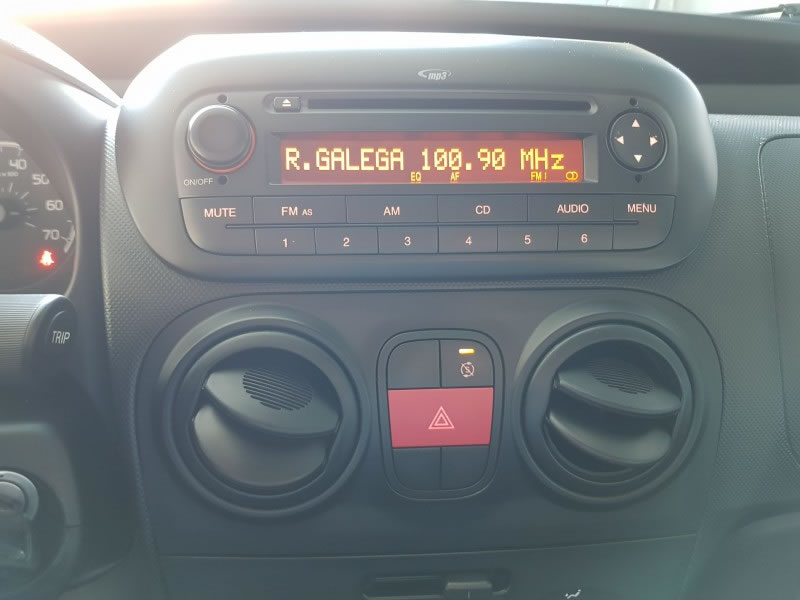 mp3
R.GALEGA 100.90 MHz
EQ AF FM1
ON/OFF
MUTE FM AS AM CD AUDIO MENU
1 2 3 4 5 6
40
50
60
70
TRIP